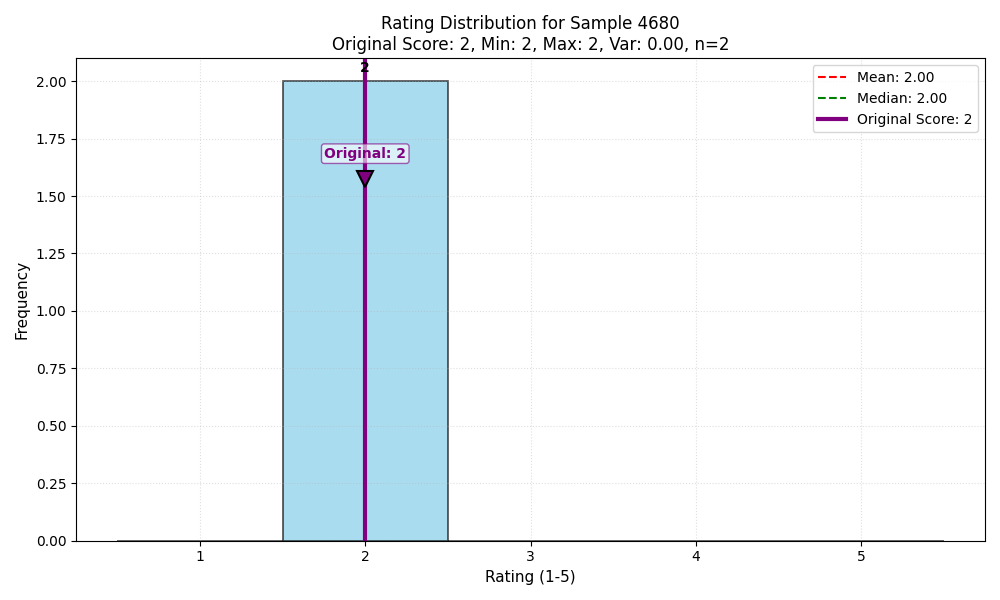 Rating Distribution for Sample 4680
Original Score: 2, Min: 2, Max: 2, Var: 0.00, n=2
Mean: 2.00
Median: 2.00
Original Score: 2
2
Original: 2
Frequency
2.00
1.75
1.50
1.25
1.00
0.75
0.50
0.25
0.00
1
2
3
4
5
Rating (1-5)